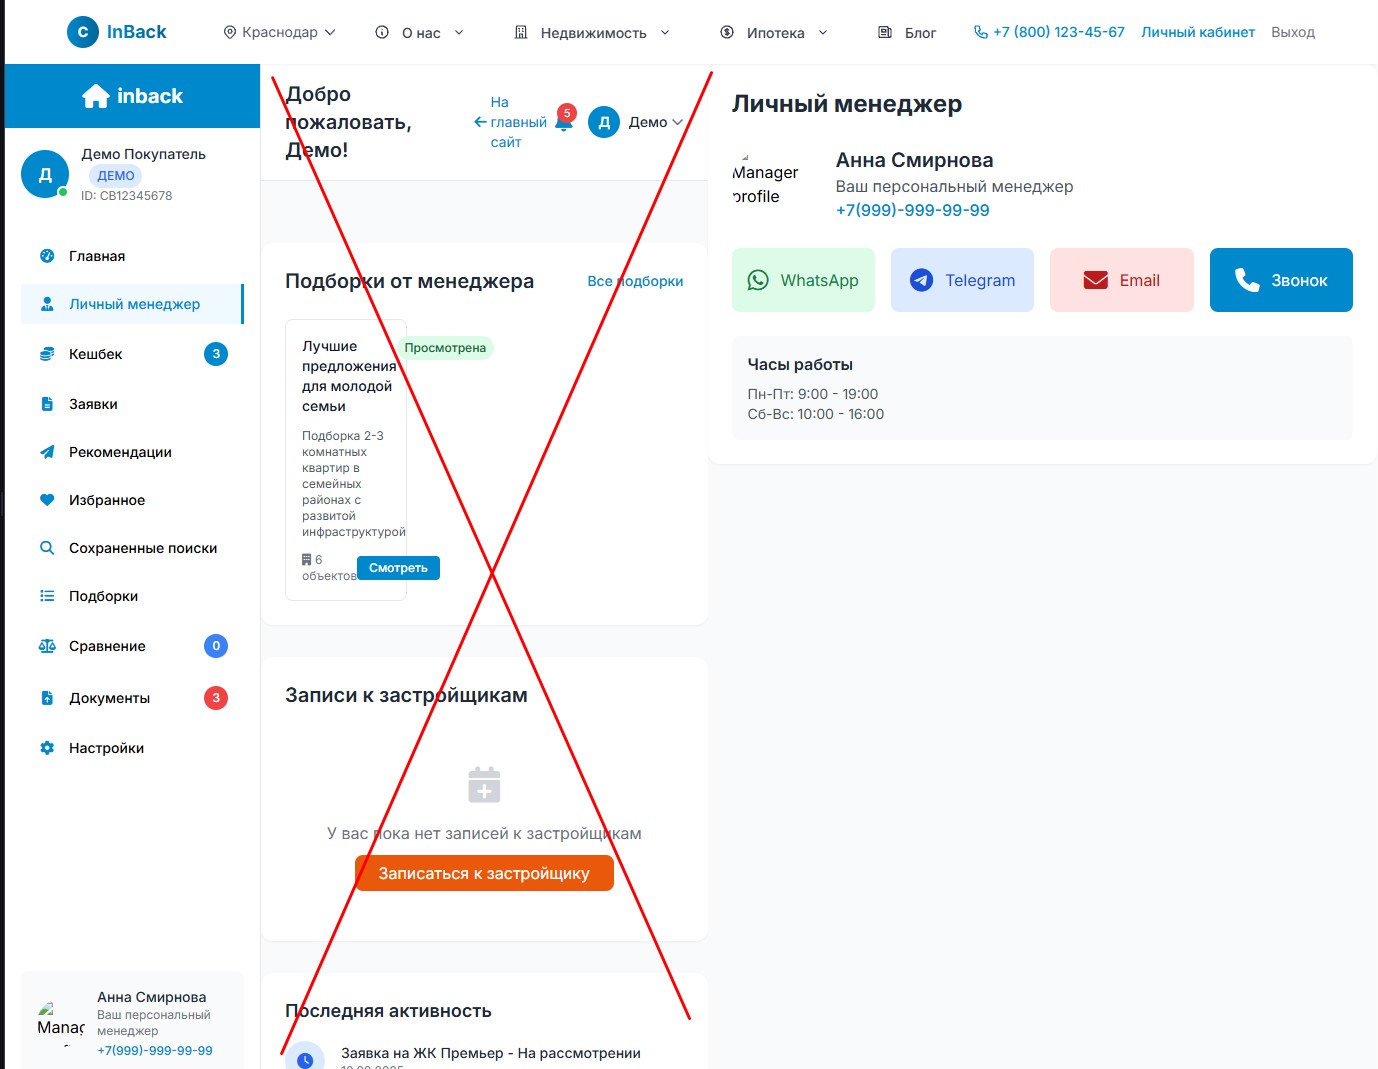 C InBack
Краснодар
О нас
Недвижимость
Ипотека
Блог
+7 (800) 123-45-67
Личный кабинет
Выход
inback
Д
Демо Покупатель
ДЕМО
ID: CB12345678
Главная
Личный менеджер
Кешбек 3
Заявки
Рекомендации
Избранное
Сохраненные поиски
Подборки
Сравнение 0
Документы 3
Настройки
Анна Смирнова
Ваш персональный
менеджер
+7(999)-999-99-99
Добро
пожаловать,
Демо!
На
главный
сайт
5
Д Демо
Подборки от менеджера
Все подборки
Лучшие
предложения
для молодой
семьи
Просмотрена
Подборка 2-3
комнатных
квартир в
семейных
районах с
развитой
инфраструктурой
6
объектов
Смотреть
Записи к застройщикам
У вас пока нет записей к застройщикам
Записаться к застройщику
Последняя активность
Заявка на ЖК Премьер - На рассмотрении
Личный менеджер
Manager
profile
Анна Смирнова
Ваш персональный менеджер
+7(999)-999-99-99
WhatsApp
Telegram
Email
Звонок
Часы работы
Пн-Пт: 9:00 - 19:00
Сб-Вс: 10:00 - 16:00